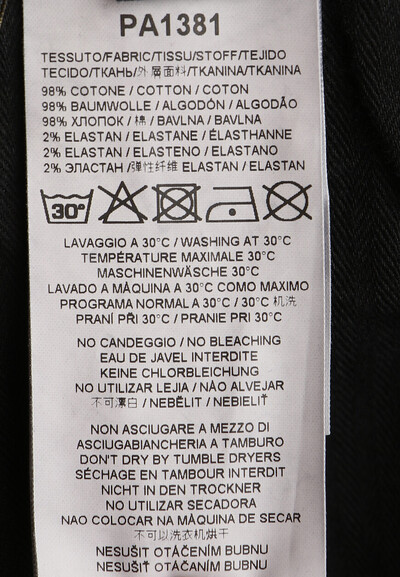 PA1381
TESSUTO/FABRIC/TISSU/STOFF/TEJIDO
TECIDO/ТКАНЬ/外層面料/TKANINA/TKANINA
98% COTONE / COTTON / COTON
98% BAUMWOLLE / ALGODÓN / ALGODÃO
98% ХЛОПОК / 棉 / BAVLNA / BAVLNA
2% ELASTAN / ELASTANE / ÉLASTHANNE
2% ELASTAN / ELASTENO / ELASTANO
2% ЭЛАСТАН /弹性纤维 ELASTAN / ELASTAN
30°
LAVAGGIO A 30°C / WASHING AT 30°C
TEMPÉRATURE MAXIMALE 30°C
MASCHINENWÄSCHE 30°C
LAVADO A MÀQUINA A 30°C COMO MAXIMO
PROGRAMA NORMAL A 30°C / 30°C 机洗
PRANÍ PŘI 30°C / PRANIE PRI 30°C
NO CANDEGGIO / NO BLEACHING
EAU DE JAVEL INTERDITE
KEINE CHLORBLEICHUNG
NO UTILIZAR LEJIA / NÃO ALVEJAR
不可漂白 / NEBĚLIT / NEBIELIŤ
NON ASCIUGARE A MEZZO DI
ASCIUGABIANCHERIA A TAMBURO
DON'T DRY BY TUMBLE DRYERS
SÉCHAGE EN TAMBOUR INTERDIT
NICHT IN DEN TROCKNER
NO UTILIZAR SECADORA
NAO COLOCAR NA MÀQUINA DE SECAR
不可以洗衣机烘干
NESUŠIT OTÁČENÍM BUBNU
NESUŠIŤ OTÁČANÍM BUBNU